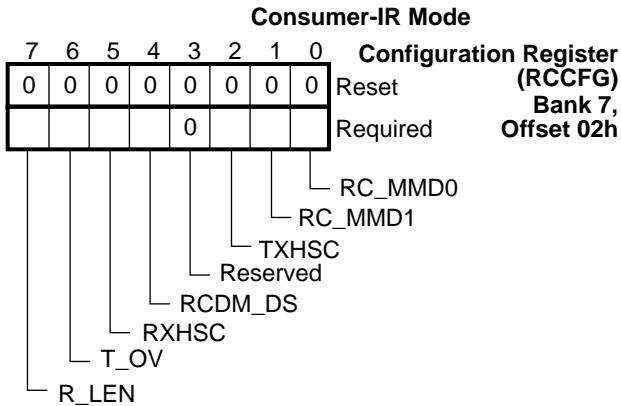 Consumer-IR Mode
7 6 5 4 3 2 1 0
Configuration Register
(RCCFG)
Bank 7,
Offset 02h
0 0 0 0 0 0 0 0 Reset
0 Required
RC_MMD0
RC_MMD1
TXHSC
Reserved
RCDM_DS
RXHSC
T_OV
R_LEN